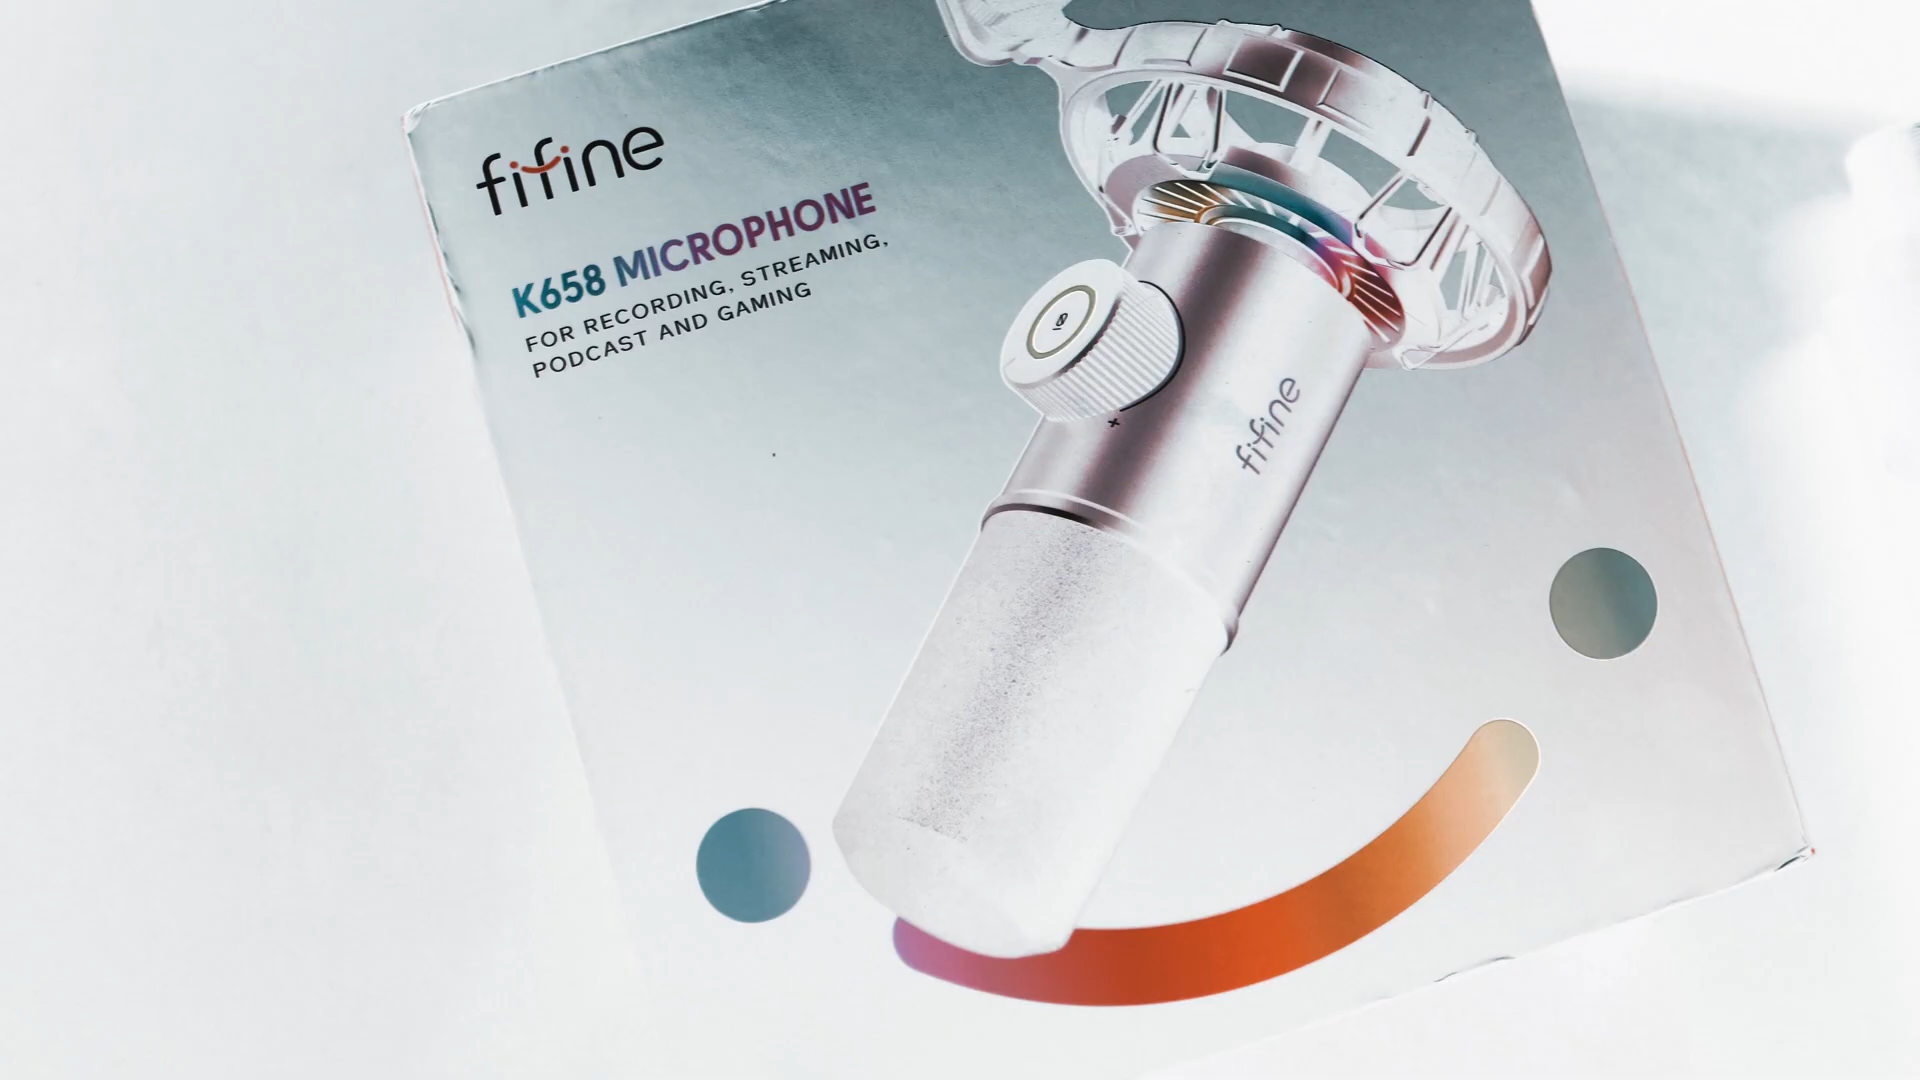 fifine
K658 MICROPHONE
FOR RECORDING, STREAMING,
PODCAST AND GAMING
fifine